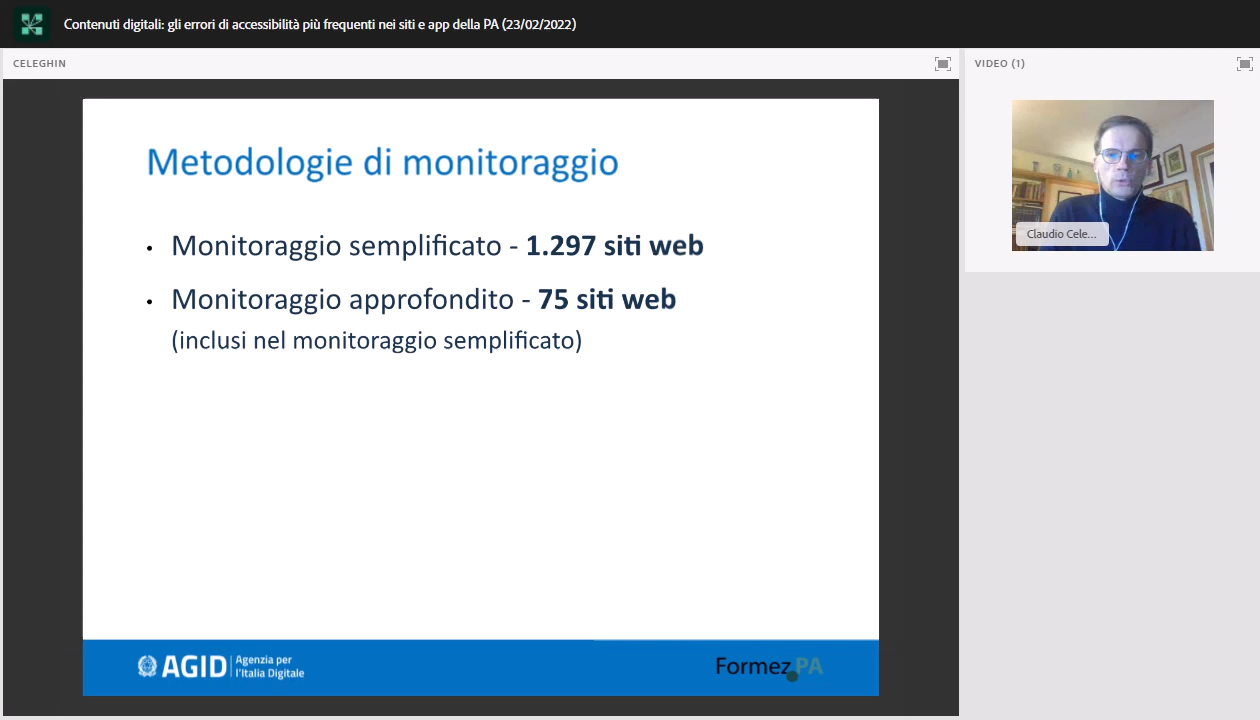 Contenuti digitali: gli errori di accessibilità più frequenti nei siti e app della PA (23/02/2022)
CELEGHIN
VIDEO (1)
Metodologie di monitoraggio
• Monitoraggio semplificato - 1.297 siti web
• Monitoraggio approfondito - 75 siti web
(inclusi nel monitoraggio semplificato)
Claudio Cele...
AGID Agenzia per
l'Italia Digitale
Formez PA